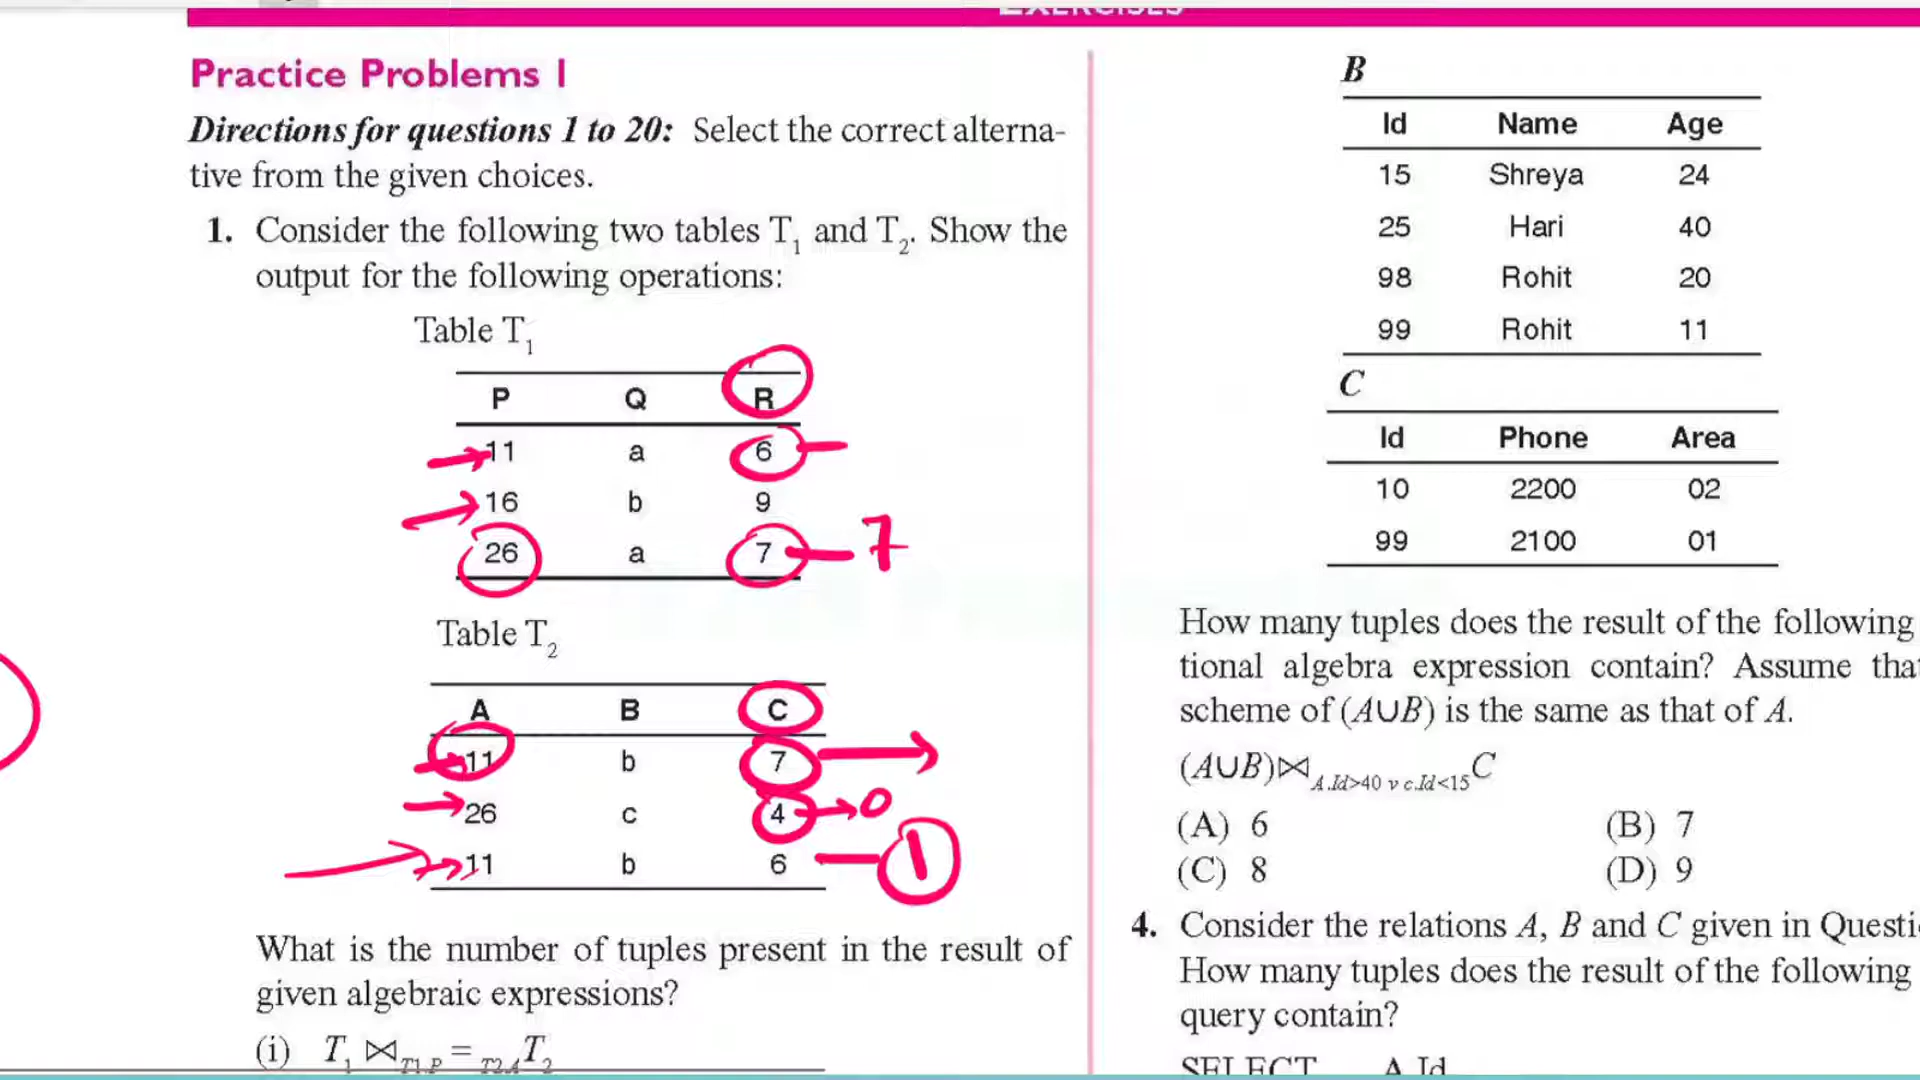 EXERCISES
Practice Problems I
Directions for questions 1 to 20: Select the correct alterna-
tive from the given choices.
1. Consider the following two tables T1 and T2. Show the
output for the following operations:
Table T1
P Q R
11 a 6
16 b 9
26 a 7 7
Table T2
A B C
11 b 7
26 c 4 0
11 b 6 1
What is the number of tuples present in the result of
given algebraic expressions?
(i) T1 ⋈T1.P = T2.A T2
B
Id Name Age
15 Shreya 24
25 Hari 40
98 Rohit 20
99 Rohit 11
C
Id Phone Area
10 2200 02
99 2100 01
How many tuples does the result of the following
tional algebra expression contain? Assume
scheme of (A∪B) is the same as that of A.
(A∪B)⋈A.Id>40 v c.Id<15 C
(A) 6 (B) 7
(C) 8 (D) 9
4. Consider the relations A, B and C given in
How many tuples does the result of the following
query contain?
SELECT A.Id